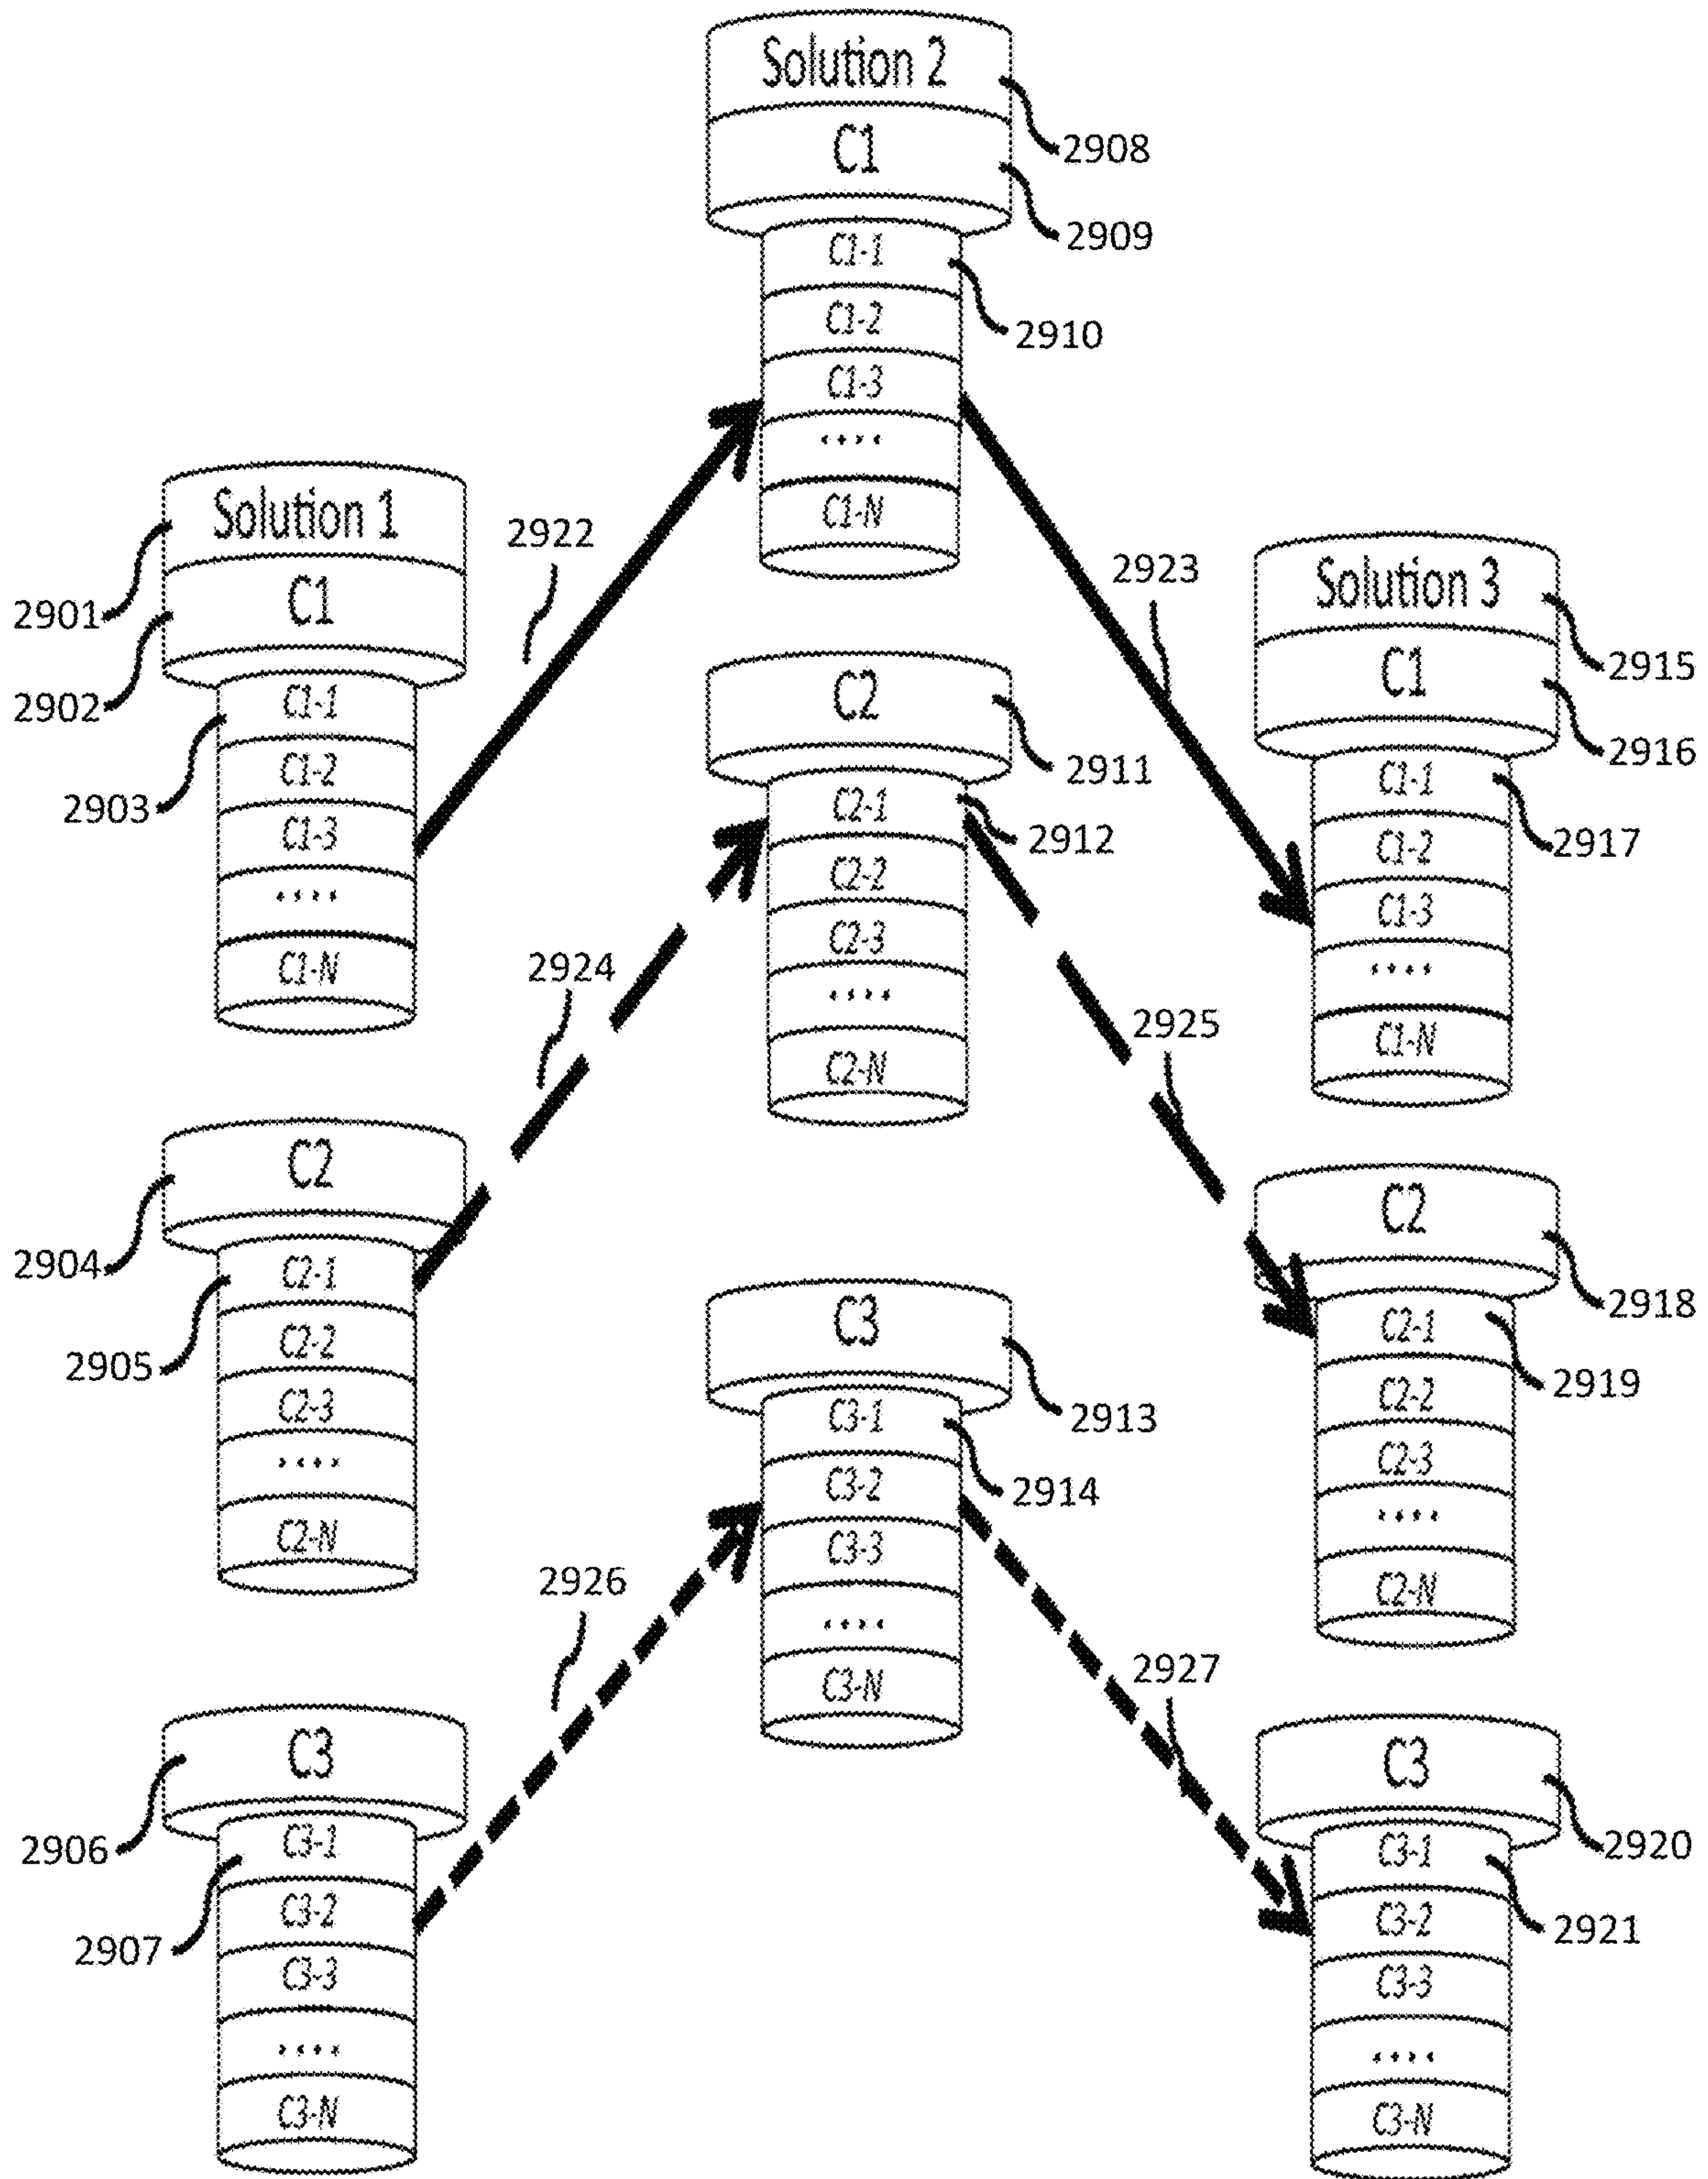 Solution 2
C1
2908
2909
C1-1
C1-2
C1-3
....
C1-N
2910
Solution 1
C1
2901
2902
C1-1
C1-2
C1-3
....
C1-N
2903
2922
2923
Solution 3
C1
2915
2916
C1-1
C1-2
C1-3
....
C1-N
2917
C2
2911
C2-1
C2-2
C2-3
....
C2-N
2912
2924
2925
C2
2904
C2-1
C2-2
C2-3
....
C2-N
2905
C2
2918
C2-1
C2-2
C2-3
....
C2-N
2919
C3
2913
C3-1
C3-2
C3-3
....
C3-N
2914
2926
2927
C3
2906
C3-1
C3-2
C3-3
....
C3-N
2907
C3
2920
C3-1
C3-2
C3-3
....
C3-N
2921